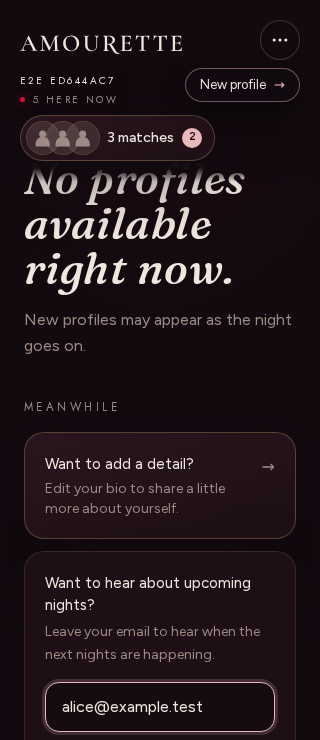 AMOURETTE
E2E ED644AC7
5 HERE NOW
New profile →
3 matches 2
No profiles
available
right now.
New profiles may appear as the night
goes on.
MEANWHILE
Want to add a detail? →
Edit your bio to share a little
more about yourself.
Want to hear about upcoming
nights?
Leave your email to hear when the
next nights are happening.
alice@example.test